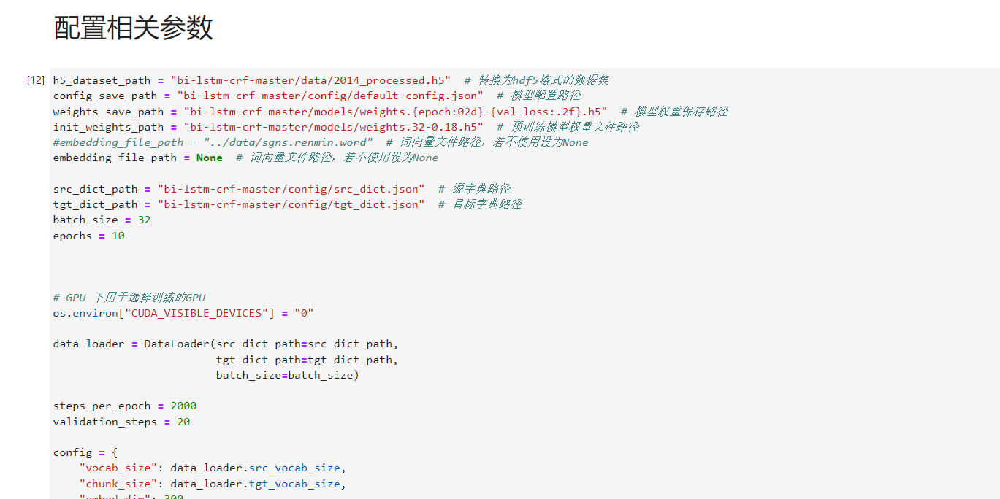 配置相关参数
[12] h5_dataset_path = "bi-lstm-crf-master/data/2014_processed.h5"  # 转换为hdf5格式的数据集
config_save_path = "bi-lstm-crf-master/config/default-config.json"  # 模型配置路径
weights_save_path = "bi-lstm-crf-master/models/weights.{epoch:02d}-{val_loss:.2f}.h5"  # 模型权重保存路径
init_weights_path = "bi-lstm-crf-master/models/weights.32-0.18.h5"  # 预训练模型权重文件路径
#embedding_file_path = "../data/sgns.renmin.word"  # 词向量文件路径，若不使用设为None
embedding_file_path = None  # 词向量文件路径，若不使用设为None
src_dict_path = "bi-lstm-crf-master/config/src_dict.json"  # 源字典路径
tgt_dict_path = "bi-lstm-crf-master/config/tgt_dict.json"  # 目标字典路径
batch_size = 32
epochs = 10
# GPU 下用于选择训练的GPU
os.environ["CUDA_VISIBLE_DEVICES"] = "0"
data_loader = DataLoader(src_dict_path=src_dict_path,
tgt_dict_path=tgt_dict_path,
batch_size=batch_size)
steps_per_epoch = 2000
validation_steps = 20
config = {
"vocab_size": data_loader.src_vocab_size,
"chunk_size": data_loader.tgt_vocab_size,
"embed_dim": 300